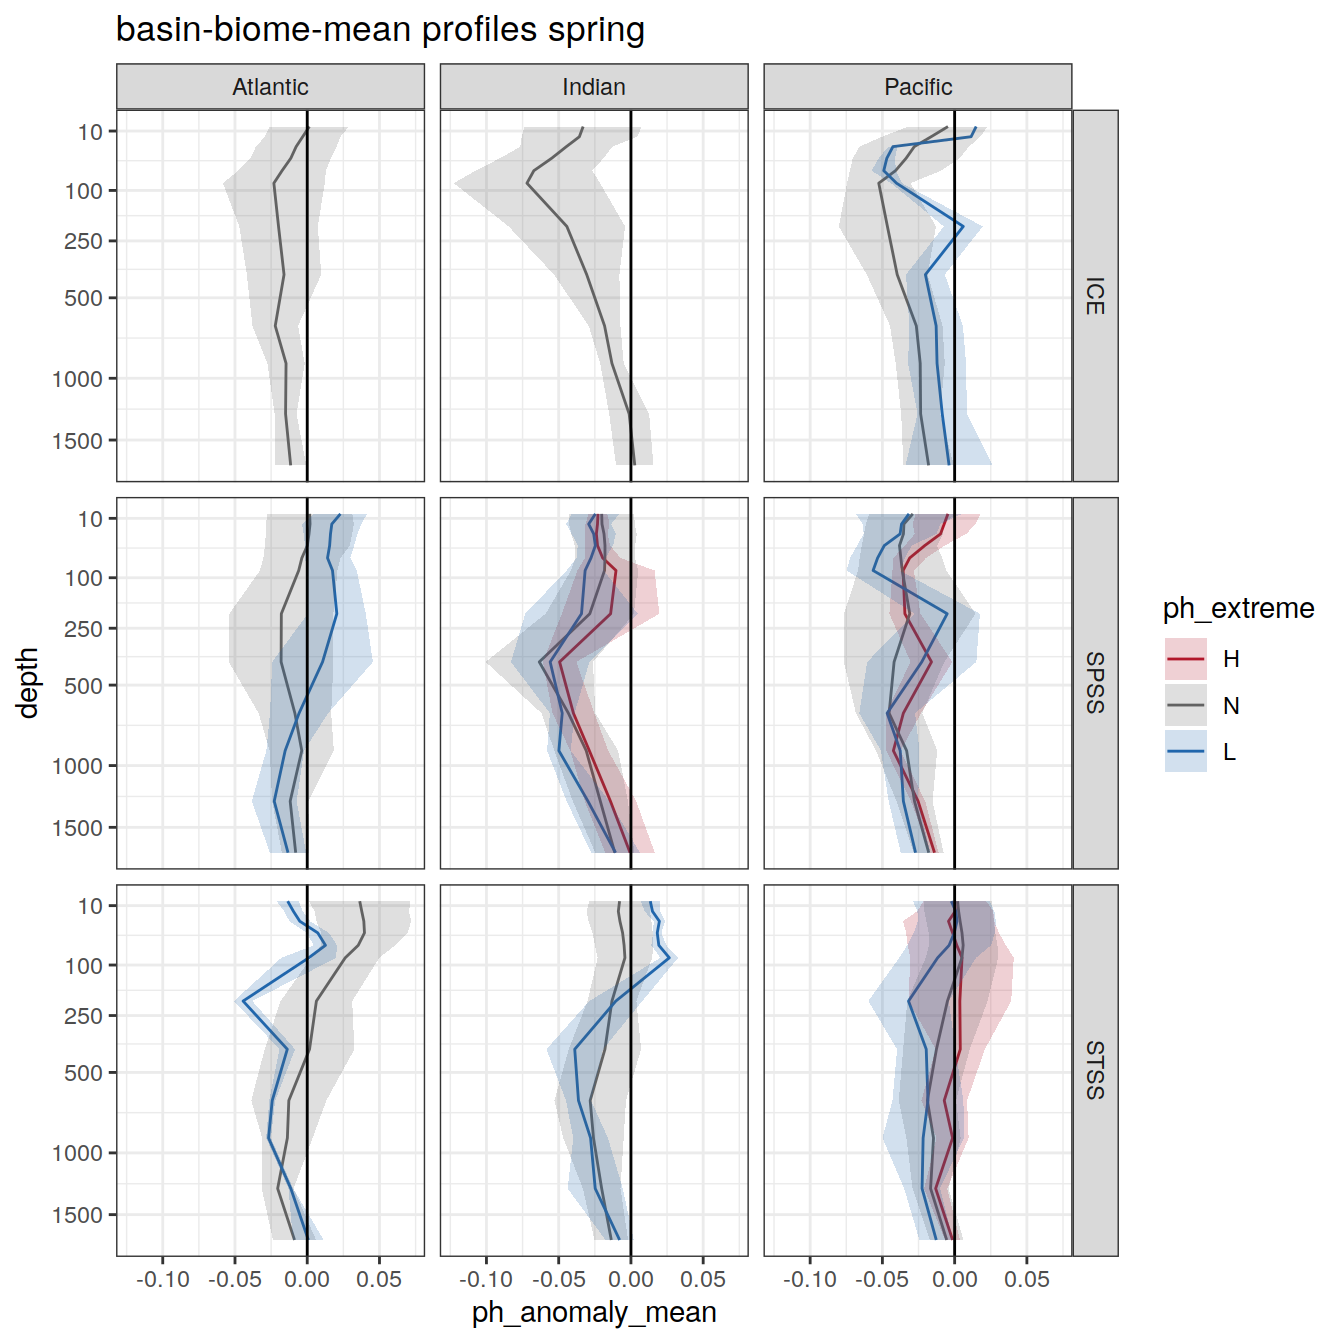 basin-biome-mean profiles spring
Atlantic Indian Pacific
10
100
250
500
1000
1500
ICE
10
100
250
500
1000
1500
SPSS
10
100
250
500
1000
1500
STSS
depth
-0.10 -0.05 0.00 0.05 -0.10 -0.05 0.00 0.05 -0.10 -0.05 0.00 0.05
ph_anomaly_mean
ph_extreme
H
N
L